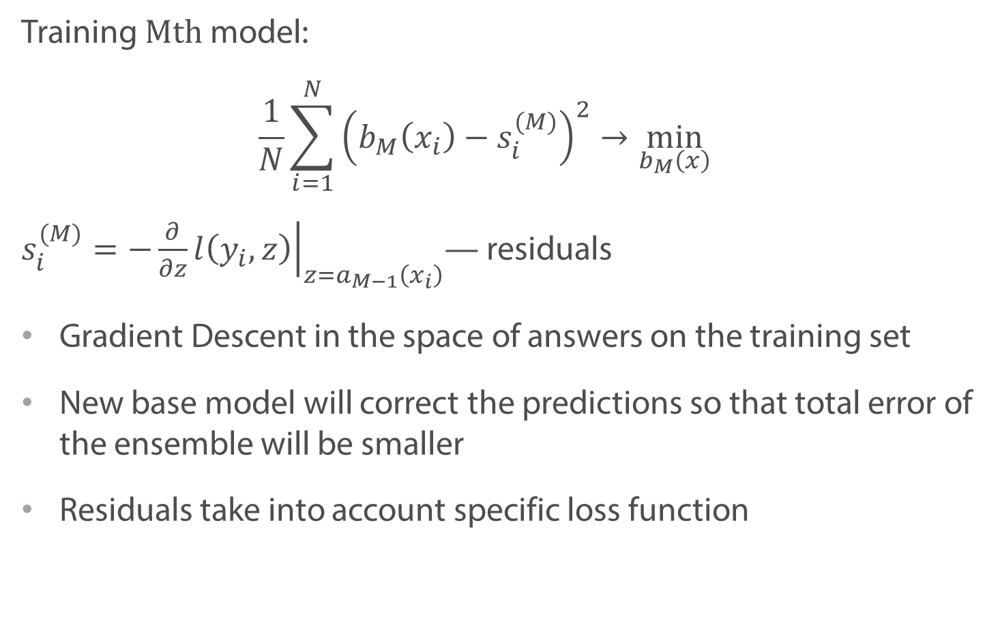 Training Mth model:
$$\frac{1}{N}\sum_{i=1}^{N}\left(b_M(x_i) - s_i^{(M)}\right)^2 \rightarrow \min_{b_M(x)}$$
$s_i^{(M)} = -\frac{\partial}{\partial z} l(y_i, z)\Big|_{z=a_{M-1}(x_i)}$ — residuals
• Gradient Descent in the space of answers on the training set
• New base model will correct the predictions so that total error of
the ensemble will be smaller
• Residuals take into account specific loss function